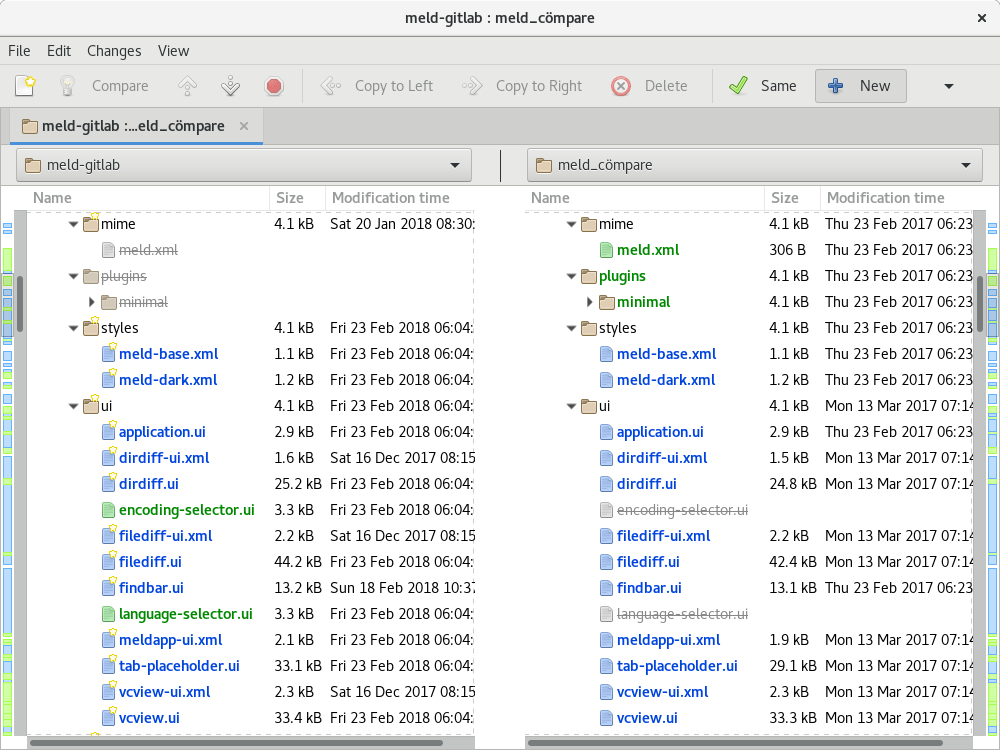 meld-gitlab : meld_cömpare
File Edit Changes View
Compare Copy to Left Copy to Right Delete Same New
meld-gitlab :...eld_cömpare
meld-gitlab meld_cömpare
Name Size Modification time Name Size Modification time
mime 4.1 kB Sat 20 Jan 2018 08:30: mime 4.1 kB Thu 23 Feb 2017 06:23
meld.xml meld.xml 306 B Thu 23 Feb 2017 06:23
plugins plugins 4.1 kB Thu 23 Feb 2017 06:23
minimal minimal 4.1 kB Thu 23 Feb 2017 06:23
styles 4.1 kB Fri 23 Feb 2018 06:04: styles 4.1 kB Thu 23 Feb 2017 06:23
meld-base.xml 1.1 kB Fri 23 Feb 2018 06:04: meld-base.xml 1.1 kB Thu 23 Feb 2017 06:23
meld-dark.xml 1.2 kB Fri 23 Feb 2018 06:04: meld-dark.xml 1.2 kB Thu 23 Feb 2017 06:23
ui 4.1 kB Fri 23 Feb 2018 06:04: ui 4.1 kB Mon 13 Mar 2017 07:14
application.ui 2.9 kB Fri 23 Feb 2018 06:04: application.ui 2.9 kB Thu 23 Feb 2017 06:23
dirdiff-ui.xml 1.6 kB Sat 16 Dec 2017 08:15 dirdiff-ui.xml 1.5 kB Mon 13 Mar 2017 07:14
dirdiff.ui 25.2 kB Fri 23 Feb 2018 06:04: dirdiff.ui 24.8 kB Mon 13 Mar 2017 07:14
encoding-selector.ui 3.3 kB Fri 23 Feb 2018 06:04: encoding-selector.ui
filediff-ui.xml 2.2 kB Sat 16 Dec 2017 08:15 filediff-ui.xml 2.2 kB Mon 13 Mar 2017 07:14
filediff.ui 44.2 kB Fri 23 Feb 2018 06:04: filediff.ui 42.4 kB Mon 13 Mar 2017 07:14
findbar.ui 13.2 kB Sun 18 Feb 2018 10:37 findbar.ui 13.1 kB Thu 23 Feb 2017 06:23
language-selector.ui 3.3 kB Fri 23 Feb 2018 06:04: language-selector.ui
meldapp-ui.xml 2.1 kB Fri 23 Feb 2018 06:04: meldapp-ui.xml 1.9 kB Mon 13 Mar 2017 07:14
tab-placeholder.ui 33.1 kB Fri 23 Feb 2018 06:04: tab-placeholder.ui 29.1 kB Mon 13 Mar 2017 07:14
vcview-ui.xml 2.3 kB Sat 16 Dec 2017 08:15 vcview-ui.xml 2.3 kB Mon 13 Mar 2017 07:14
vcview.ui 33.4 kB Fri 23 Feb 2018 06:04: vcview.ui 33.3 kB Mon 13 Mar 2017 07:14